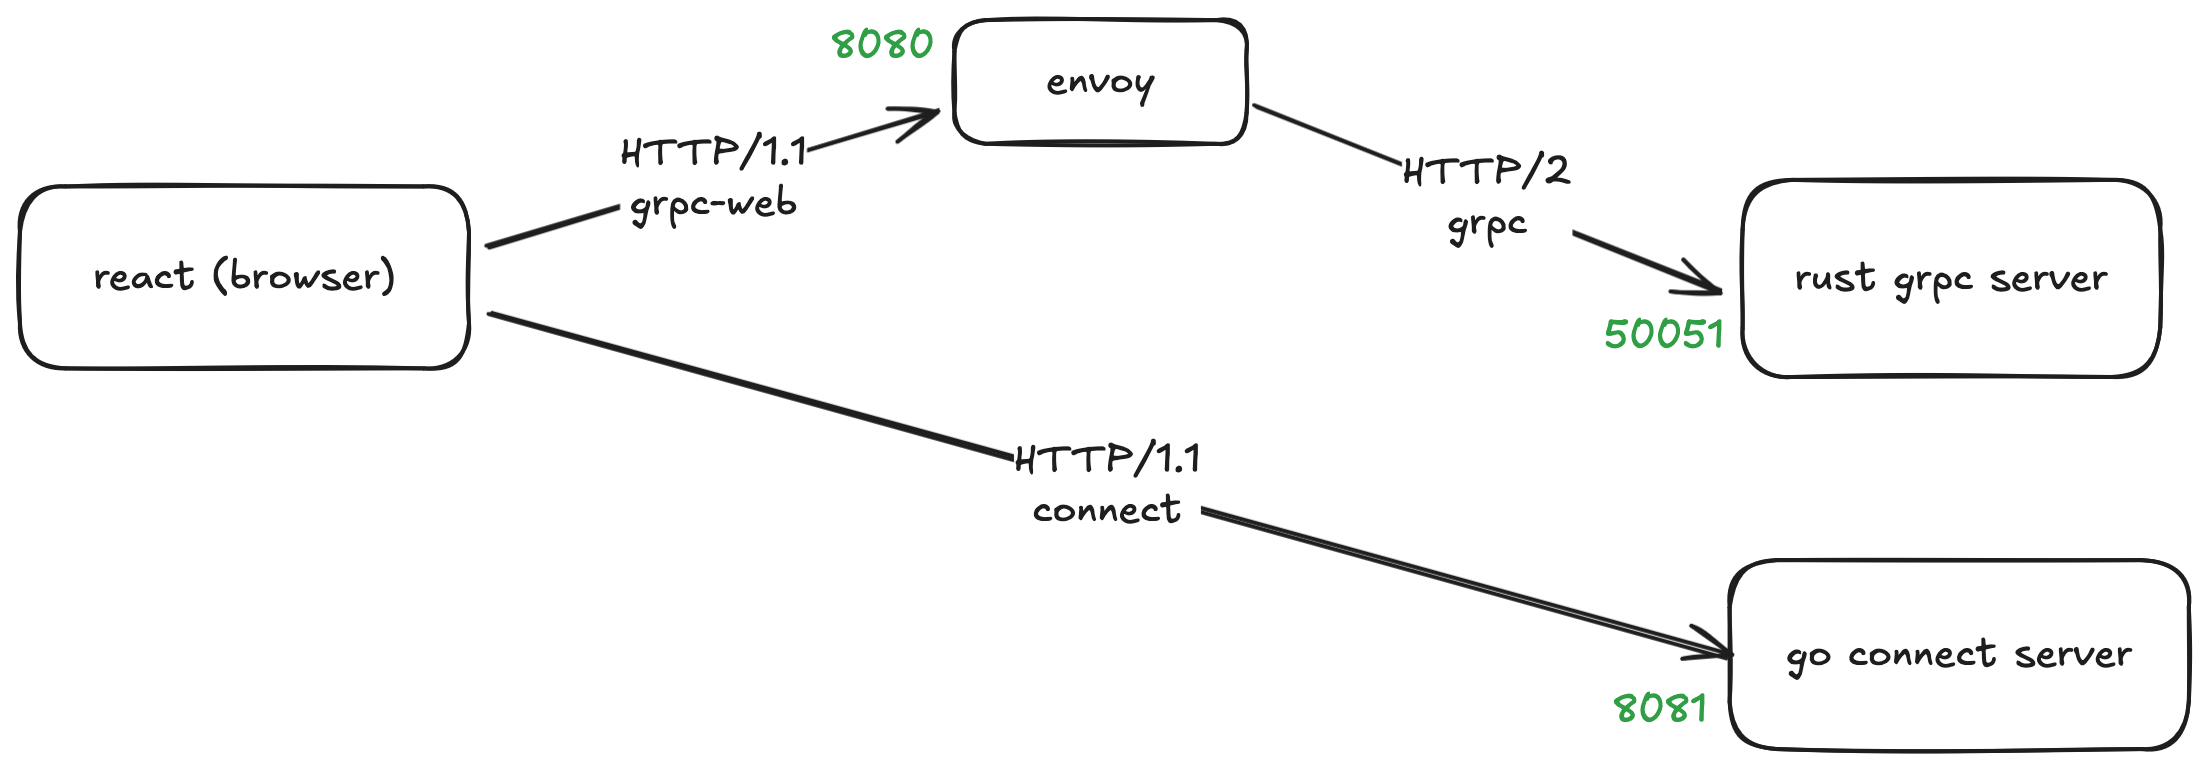 8080
envoy
HTTP/1.1
grpc-web
HTTP/2
grpc
react (browser)
rust grpc server
50051
HTTP/1.1
connect
go connect server
8081